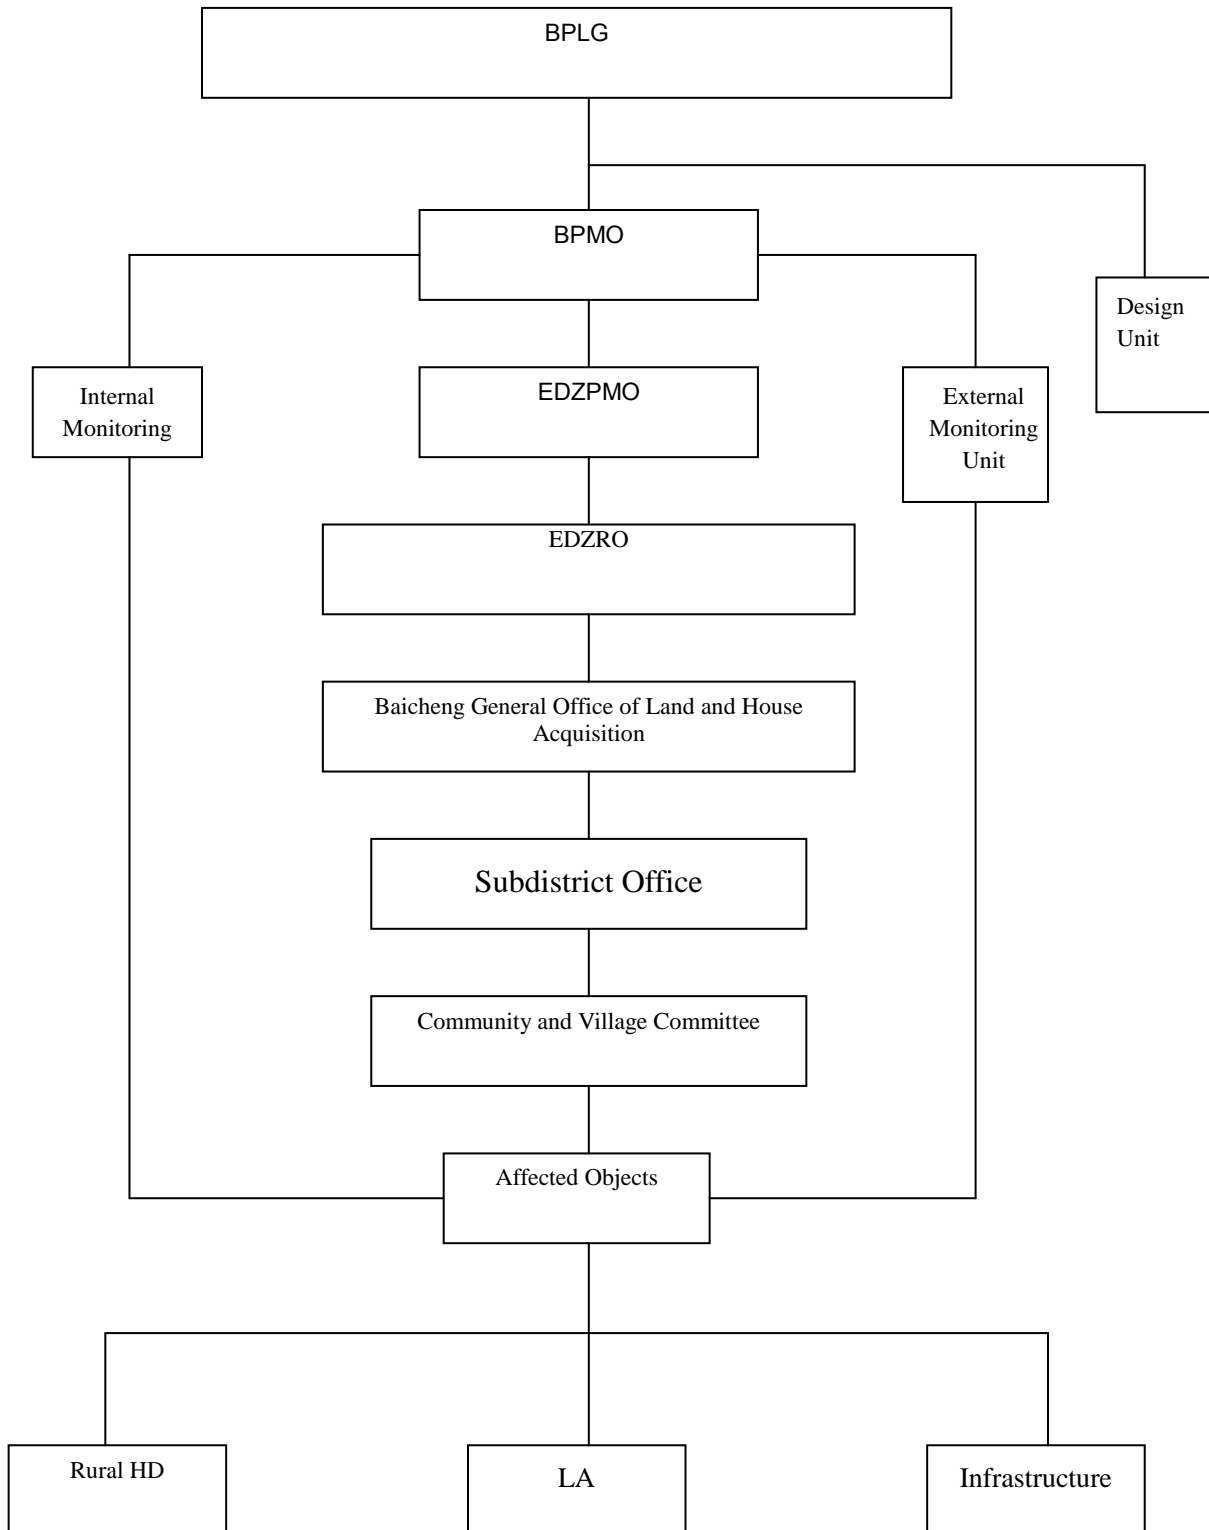 BPLG
BPMO
Design
Unit
Internal
Monitoring
EDZPMO
External
Monitoring
Unit
EDZRO
Baicheng General Office of Land and House
Acquisition
Subdistrict Office
Community and Village Committee
Affected Objects
Rural HD
LA
Infrastructure